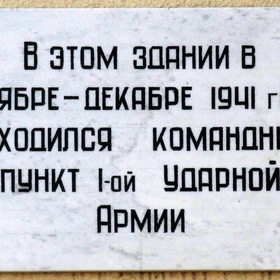 В ЭТОМ ЗДАНИИ В
ЯБРЕ – ДЕКАБРЕ 1941 Г
ХОДИЛСЯ КОМАНДН
ПУНКТ 1-ОЙ УДАРНОЙ
АРМИИ